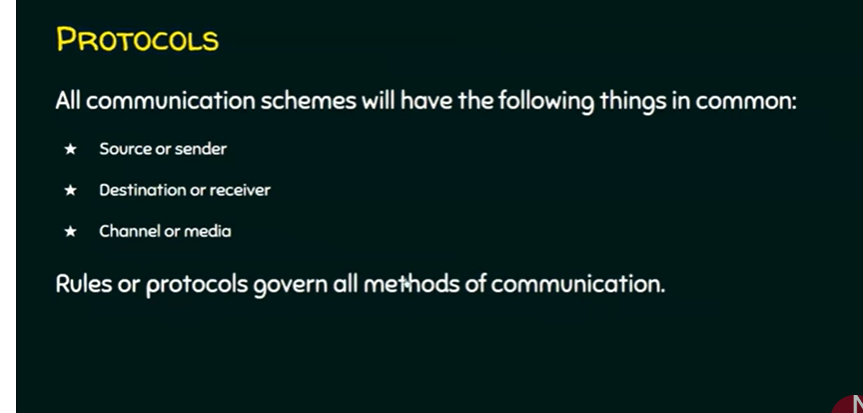 PROTOCOLS
All communication schemes will have the following things in common:
★ Source or sender
★ Destination or receiver
★ Channel or media
Rules or protocols govern all methods of communication.